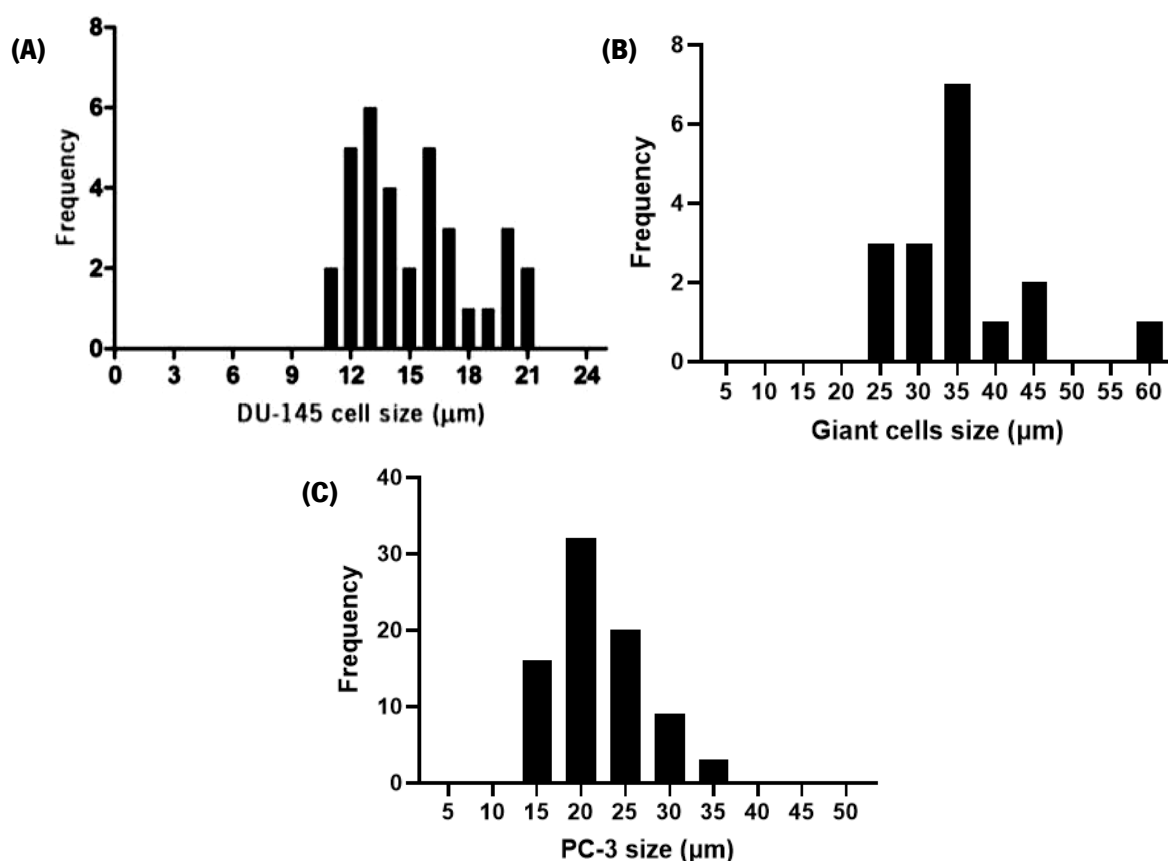 (A)
8
6
4
2
0
Frequency
0 3 6 9 12 15 18 21 24
DU-145 cell size (μm)
(B)
8
6
4
2
0
Frequency
5 10 15 20 25 30 35 40 45 50 55 60
Giant cells size (μm)
(C)
40
30
20
10
0
Frequency
5 10 15 20 25 30 35 40 45 50
PC-3 size (μm)